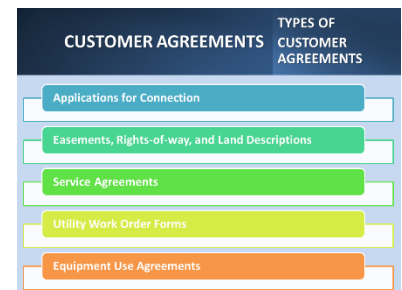 CUSTOMER AGREEMENTS
TYPES OF
CUSTOMER
AGREEMENTS
Applications for Connection
Easements, Rights-of-way, and Land Descriptions
Service Agreements
Utility Work Order Forms
Equipment Use Agreements